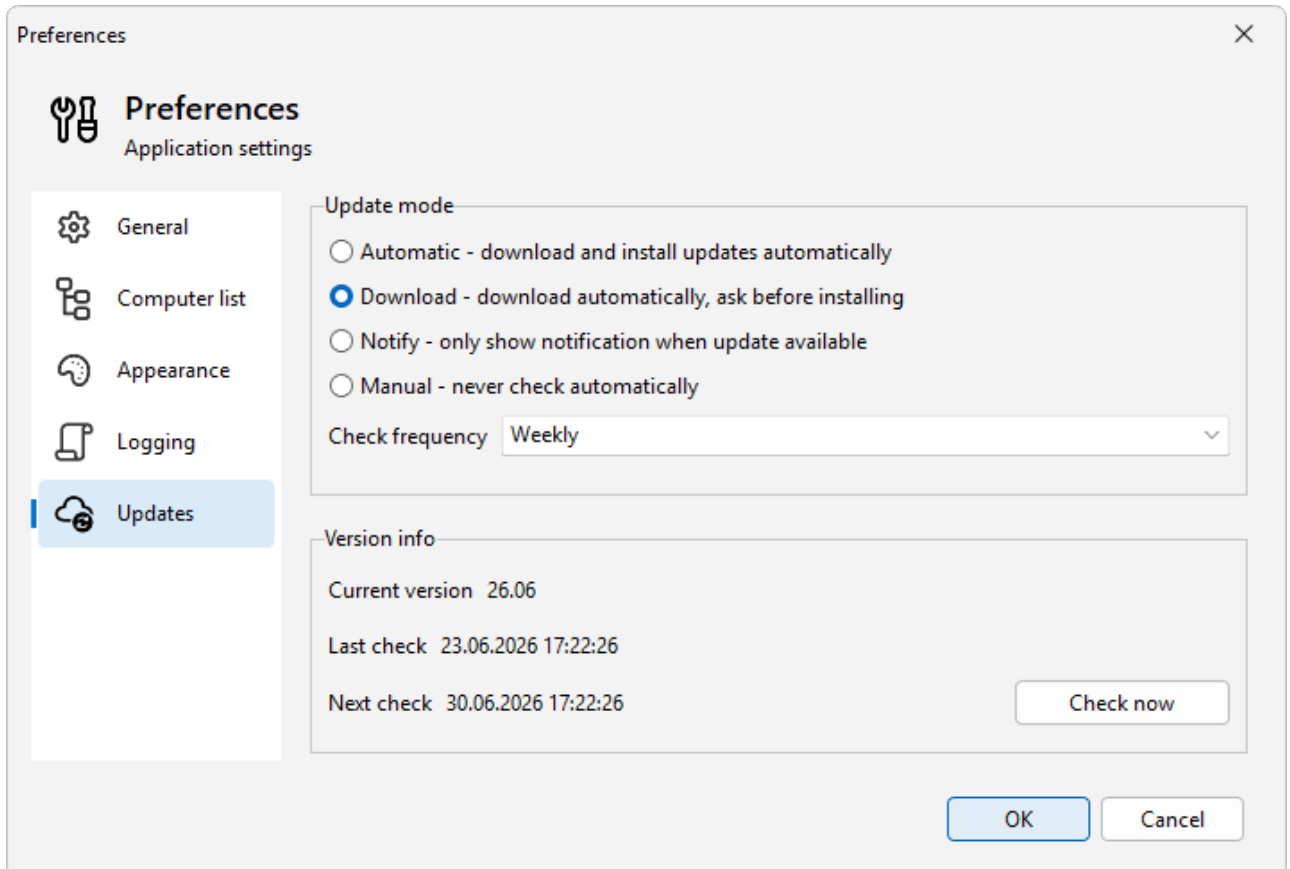 Preferences
Preferences
Application settings
General
Computer list
Appearance
Logging
Updates
Update mode
Automatic - download and install updates automatically
Download - download automatically, ask before installing
Notify - only show notification when update available
Manual - never check automatically
Check frequency Weekly
Version info
Current version 26.06
Last check 23.06.2026 17:22:26
Next check 30.06.2026 17:22:26
Check now
OK Cancel